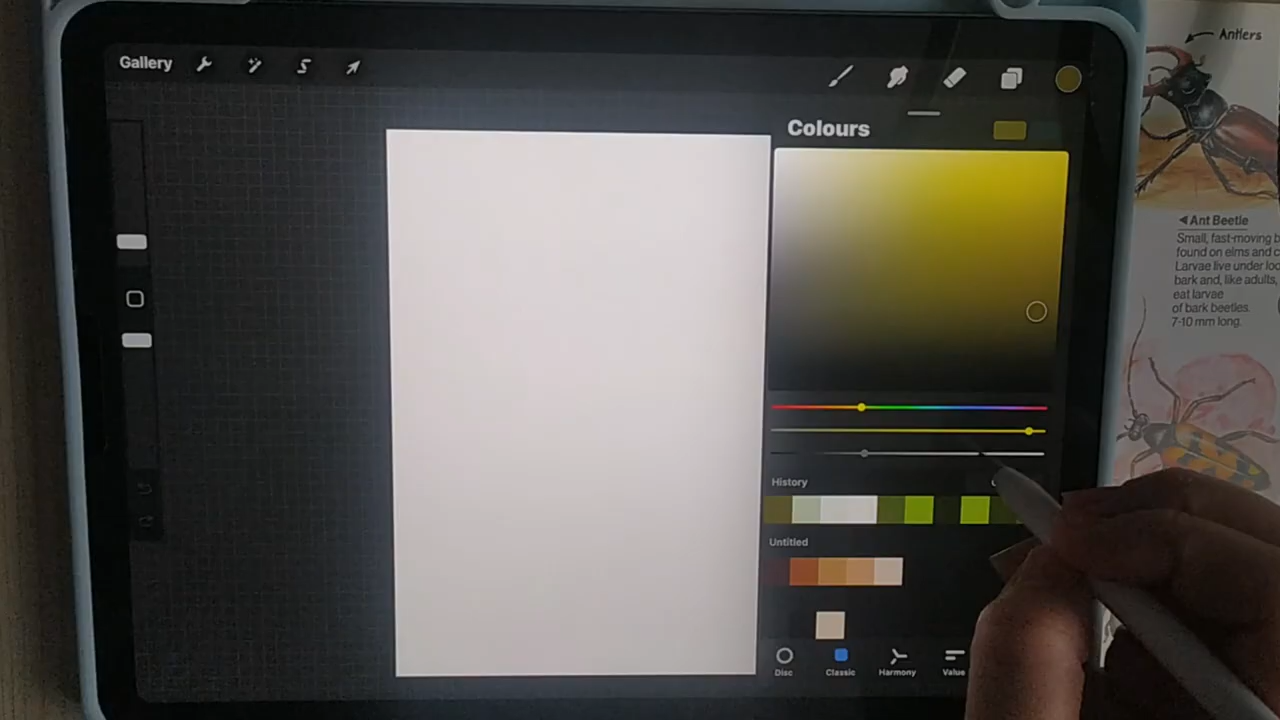 Gallery
Colours
History
Untitled
Disc
Classic
Harmony
Value
Antlers
◀Ant Beetle
Small, fast-moving
found on elms and
Larvae live under
bark and, like adults,
eat larvae
of bark beetles.
7-10 mm long.